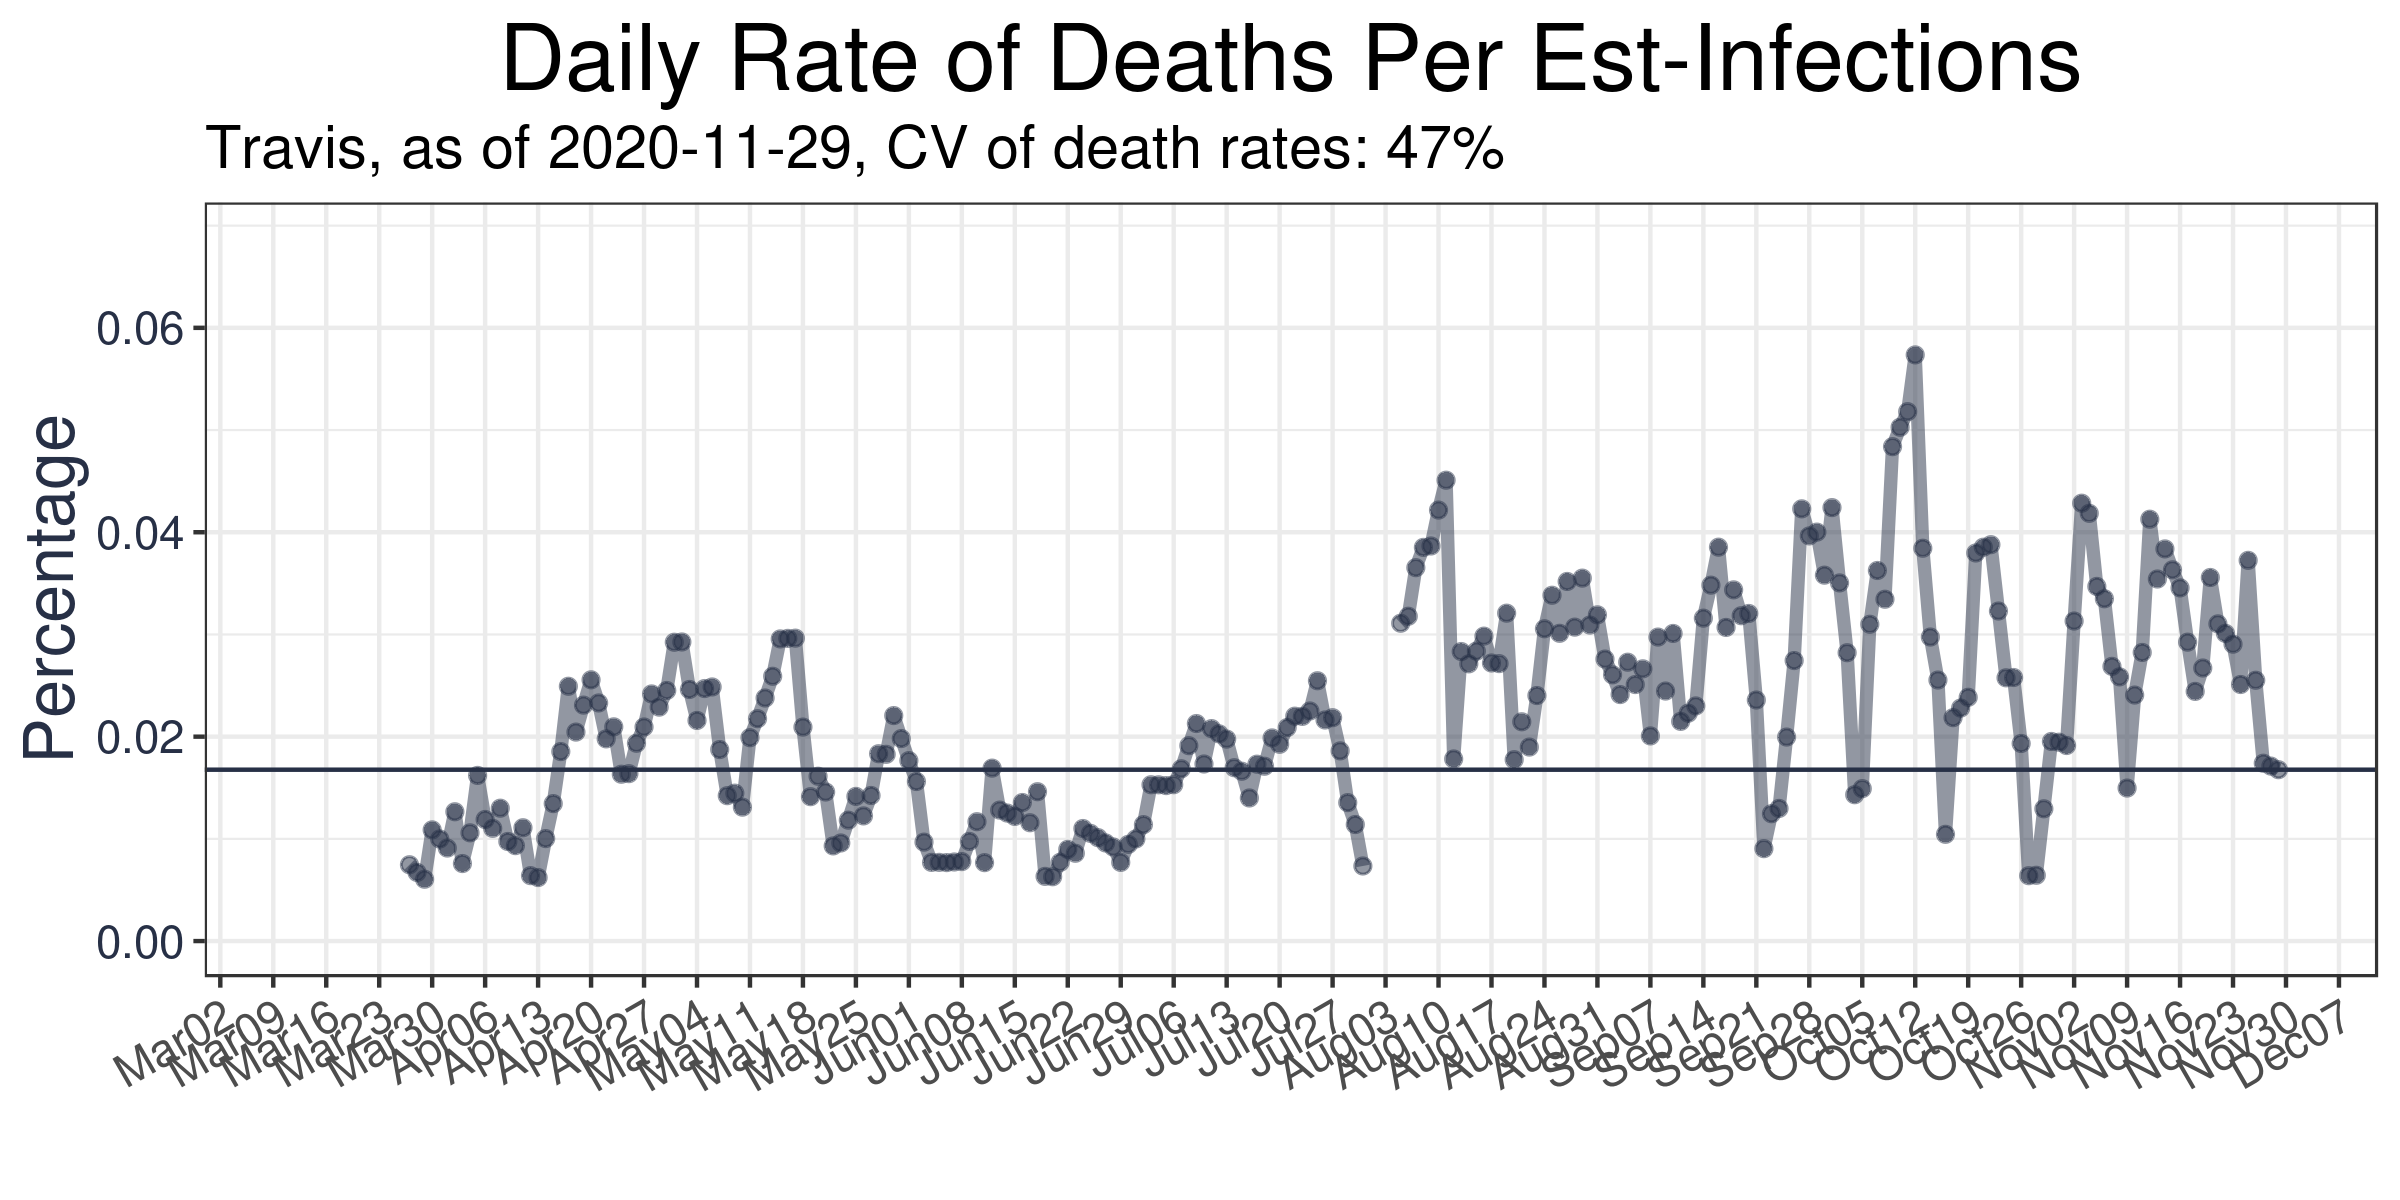 Daily Rate of Deaths Per Est-Infections
Travis, as of 2020-11-29, CV of death rates: 47%
Percentage
0.06
0.04
0.02
0.00
Mar02
Mar09
Mar16
Mar23
Mar30
Apr06
Apr13
Apr20
Apr27
May04
May11
May18
May25
Jun01
Jun08
Jun15
Jun22
Jun29
Jul06
Jul13
Jul20
Jul27
Aug03
Aug10
Aug17
Aug24
Aug31
Sep07
Sep14
Sep21
Sep28
Oct05
Oct12
Oct19
Oct26
Nov02
Nov09
Nov16
Nov23
Nov30
Dec07